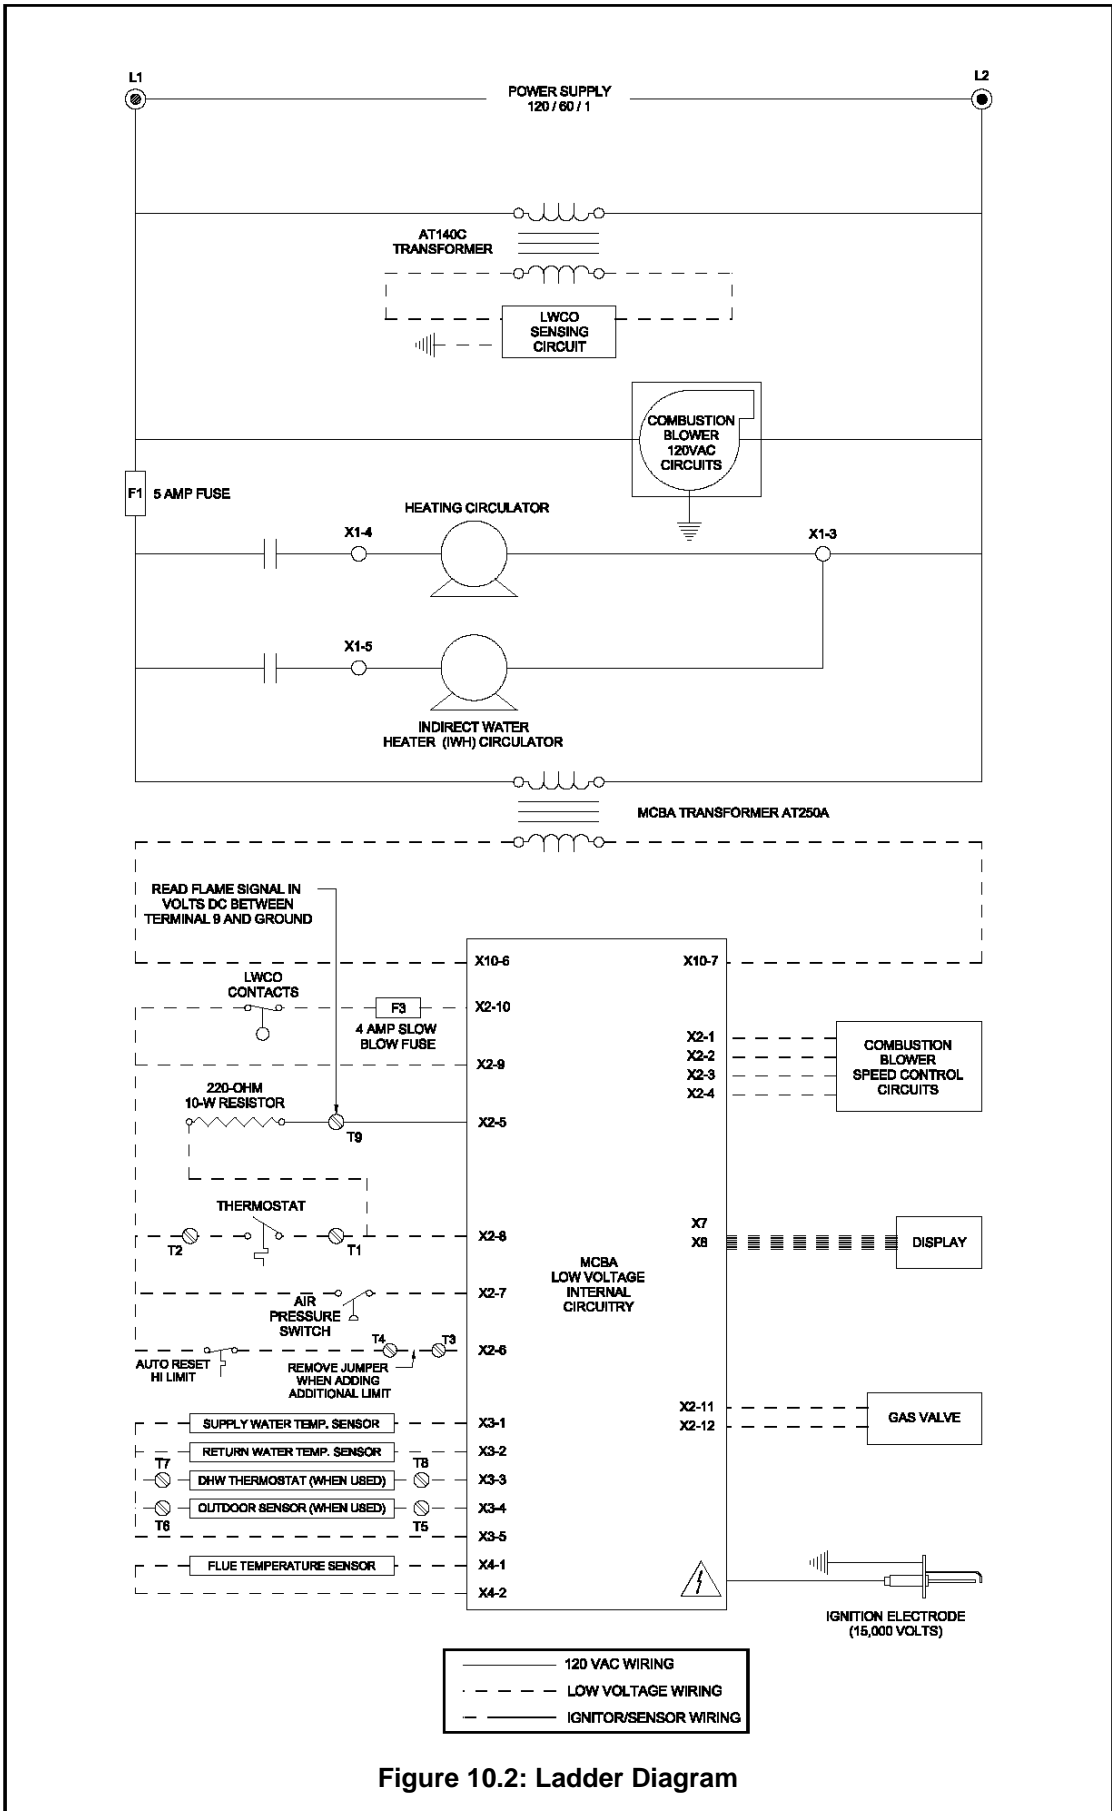 L1
L2
POWER SUPPLY
120 / 60 / 1
AT140C
TRANSFORMER
LWCO
SENSING
CIRCUIT
COMBUSTION
BLOWER
120VAC
CIRCUITS
F1
5 AMP FUSE
HEATING CIRCULATOR
X1-4
X1-3
X1-5
INDIRECT WATER
HEATER (IWH) CIRCULATOR
MCBA TRANSFORMER AT250A
READ FLAME SIGNAL IN
VOLTS DC BETWEEN
TERMINAL 9 AND GROUND
X10-6
X10-7
LWCO
CONTACTS
F3
X2-10
4 AMP SLOW
BLOW FUSE
X2-1
X2-2
X2-3
X2-4
COMBUSTION
BLOWER
SPEED CONTROL
CIRCUITS
X2-9
220-OHM
10-W RESISTOR
T9
X2-5
THERMOSTAT
T2
T1
X2-8
X7
X8
DISPLAY
MCBA
LOW VOLTAGE
INTERNAL
CIRCUITRY
AIR
PRESSURE
SWITCH
X2-7
T4
T3
X2-6
AUTO RESET
HI LIMIT
REMOVE JUMPER
WHEN ADDING
ADDITIONAL LIMIT
X2-11
X2-12
GAS VALVE
SUPPLY WATER TEMP. SENSOR
X3-1
RETURN WATER TEMP. SENSOR
X3-2
T7
T8
DHW THERMOSTAT (WHEN USED)
X3-3
OUTDOOR SENSOR (WHEN USED)
X3-4
T6
T5
X3-5
FLUE TEMPERATURE SENSOR
X4-1
X4-2
IGNITION ELECTRODE
(15,000 VOLTS)
120 VAC WIRING
LOW VOLTAGE WIRING
IGNITOR/SENSOR WIRING
Figure 10.2: Ladder Diagram